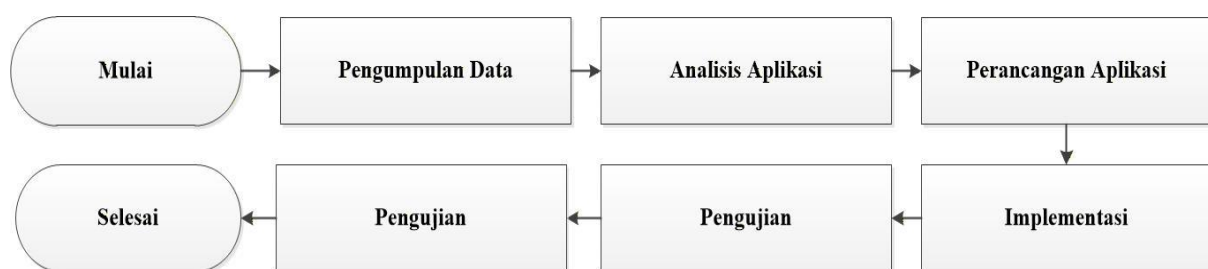 Mulai
Pengumpulan Data
Analisis Aplikasi
Perancangan Aplikasi
Implementasi
Pengujian
Pengujian
Selesai